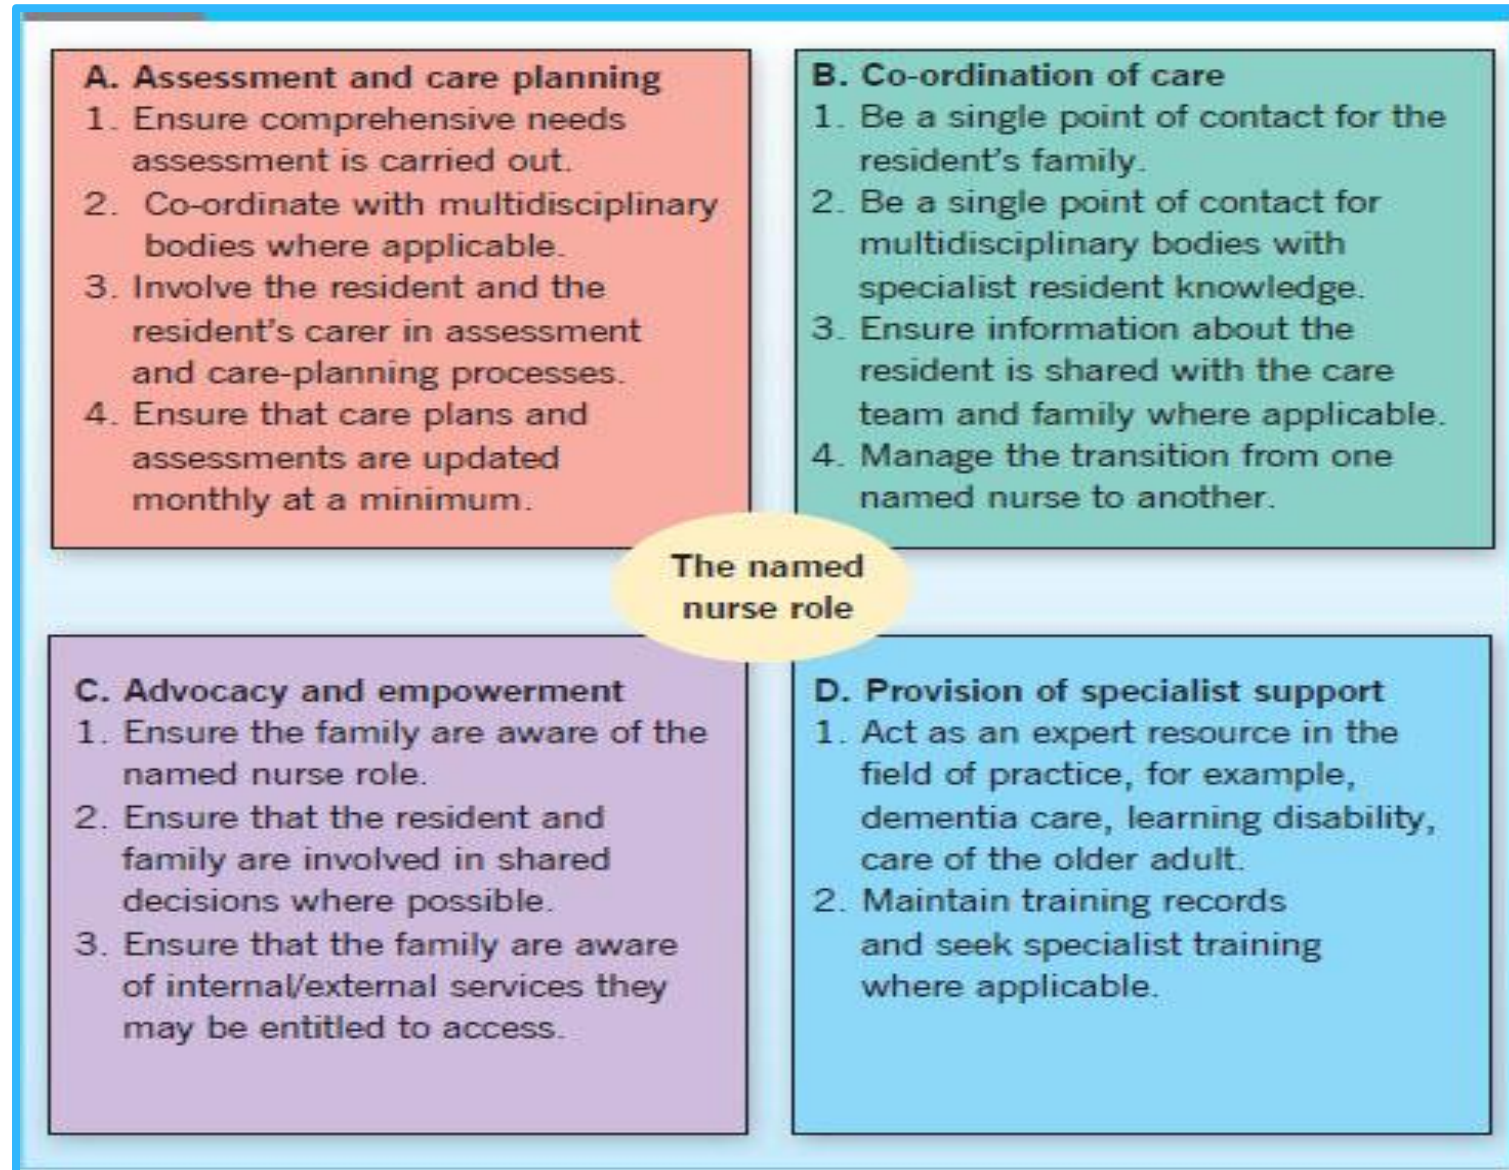 A. Assessment and care planning
1. Ensure comprehensive needs
assessment is carried out.
2. Co-ordinate with multidisciplinary
bodies where applicable.
3. Involve the resident and the
resident's carer in assessment
and care-planning processes.
4. Ensure that care plans and
assessments are updated
monthly at a minimum.
B. Co-ordination of care
1. Be a single point of contact for the
resident's family.
2. Be a single point of contact for
multidisciplinary bodies with
specialist resident knowledge.
3. Ensure information about the
resident is shared with the care
team and family where applicable.
4. Manage the transition from one
named nurse to another.
The named
nurse role
C. Advocacy and empowerment
1. Ensure the family are aware of the
named nurse role.
2. Ensure that the resident and
family are involved in shared
decisions where possible.
3. Ensure that the family are aware
of internal/external services they
may be entitled to access.
D. Provision of specialist support
1. Act as an expert resource in the
field of practice, for example,
dementia care, learning disability,
care of the older adult.
2. Maintain training records
and seek specialist training
where applicable.